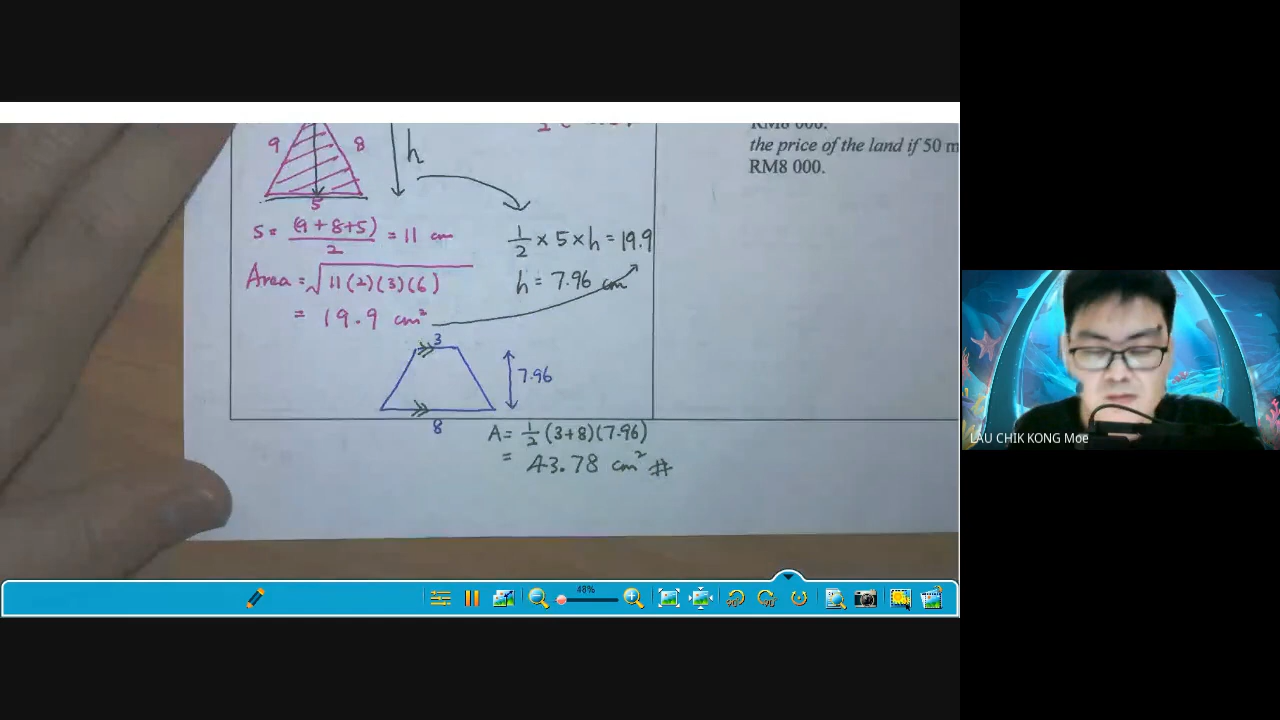 9
8
h
5
s = (9 + 8 + 5) / 2 = 11 cm
Area = √11(2)(3)(6)
= 19.9 cm²
1/2 × 5 × h = 19.9
h = 7.96 cm
3
7.96
8
A = 1/2 (3+8)(7.96)
= 43.78 cm² #
RM8 000.
the price of the land if 50 m
RM8 000.
48%
LAU CHIK KONG Moe